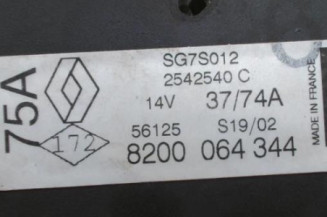 75A
SG7S012
2542540 C
14V 37/74A
56125 S19/02
172
8200 064 344
MADE IN FRANCE